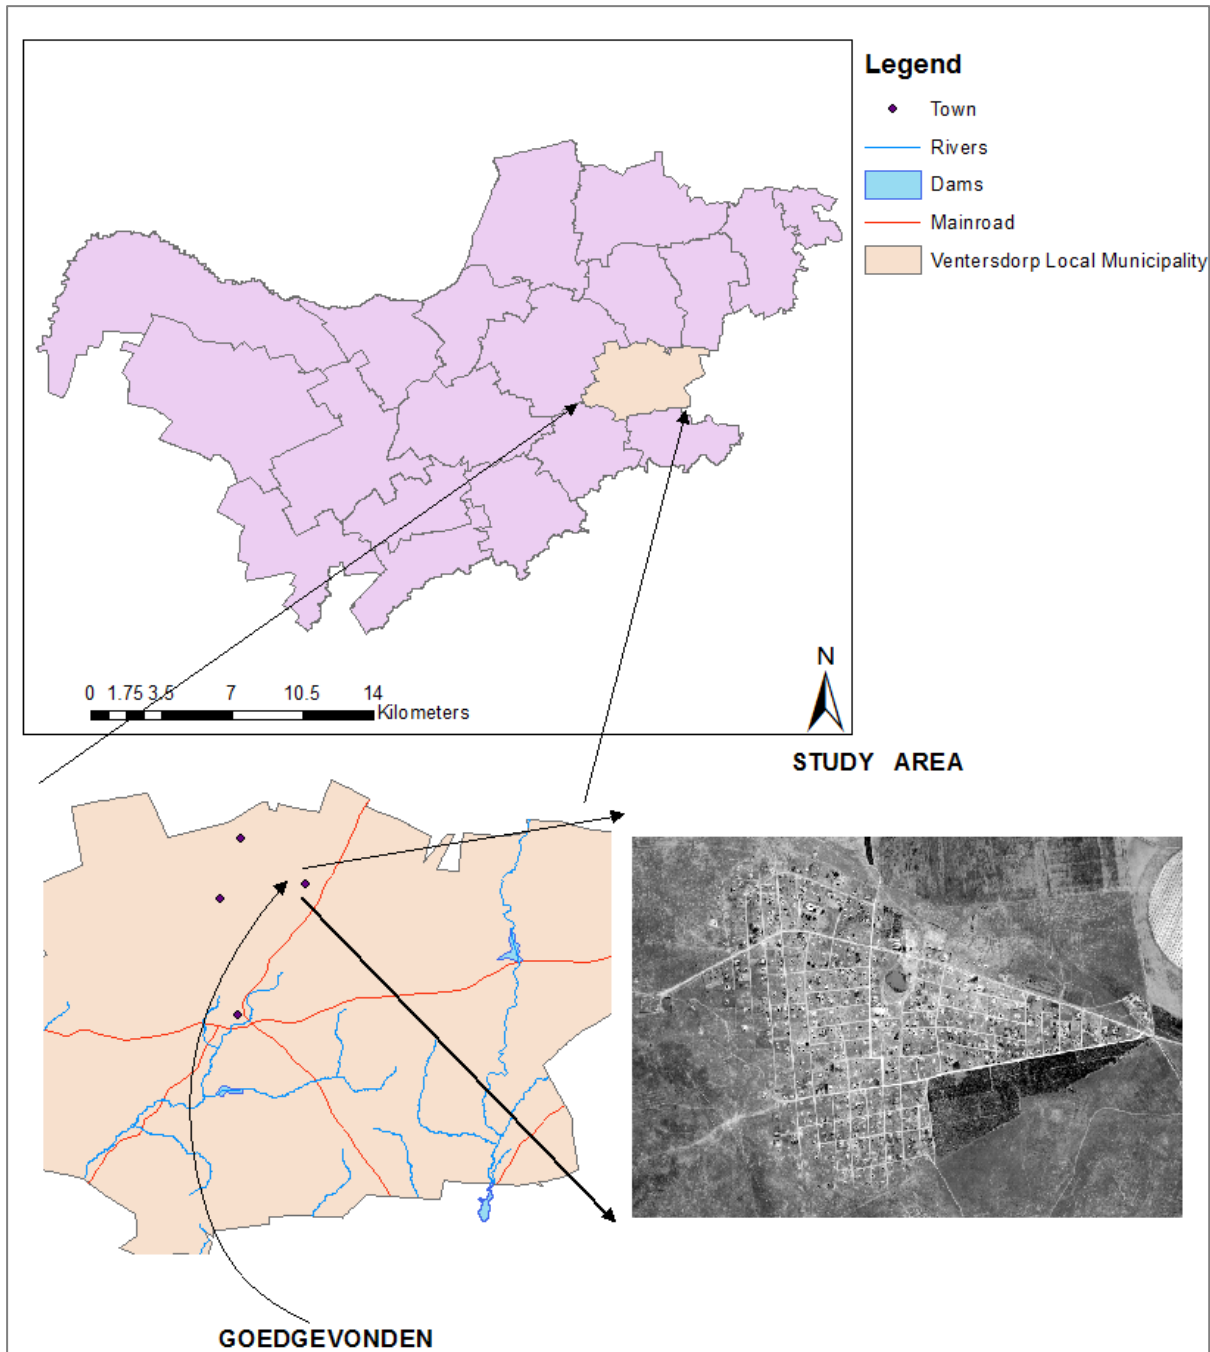 Legend
Town
Rivers
Dams
Mainroad
Ventersdorp Local Municipality
N
0 1.75 3.5 7 10.5 14
Kilometers
STUDY AREA
GOEDGEVONDEN